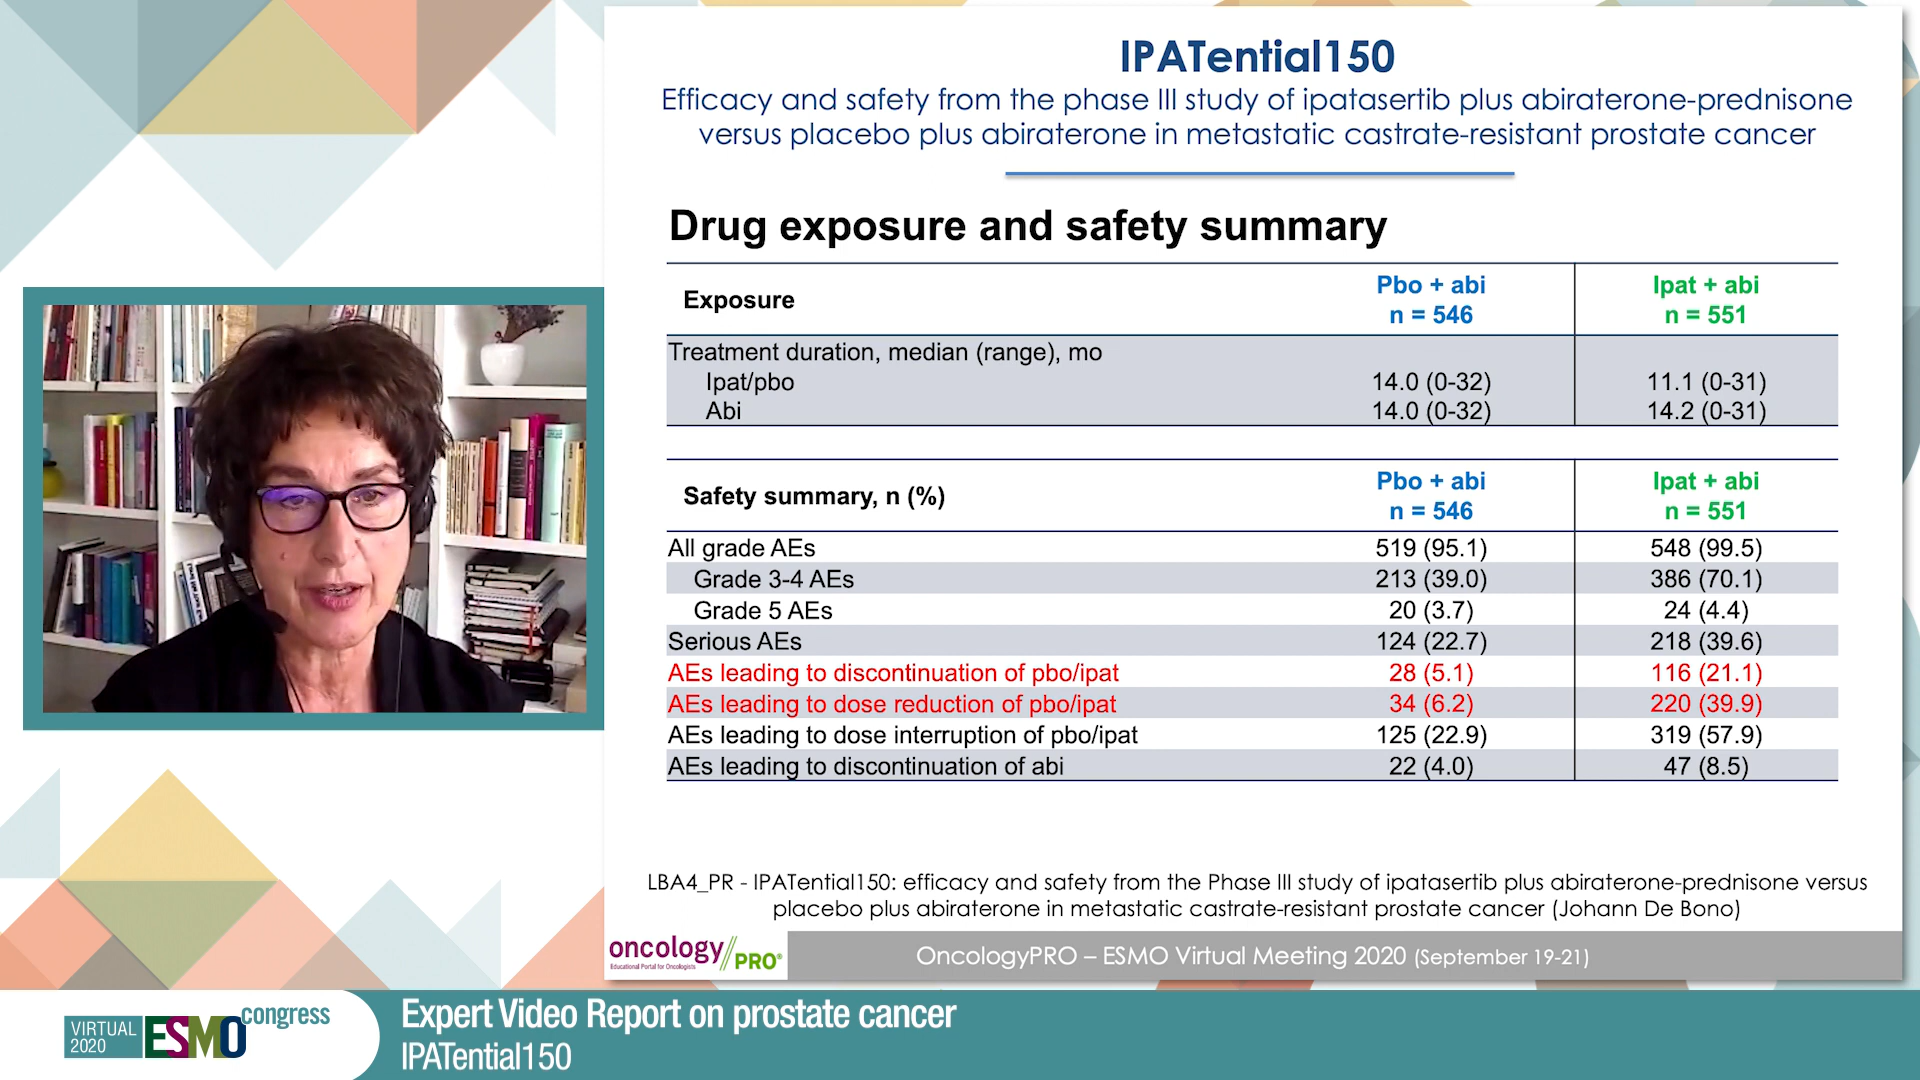 IPATential150
Efficacy and safety from the phase III study of ipatasertib plus abiraterone-prednisone
versus placebo plus abiraterone in metastatic castrate-resistant prostate cancer
Drug exposure and safety summary
Exposure
Pbo + abi
n = 546
Ipat + abi
n = 551
Treatment duration, median (range), mo
Ipat/pbo 14.0 (0-32) 11.1 (0-31)
Abi 14.0 (0-32) 14.2 (0-31)
Safety summary, n (%)
Pbo + abi
n = 546
Ipat + abi
n = 551
All grade AEs 519 (95.1) 548 (99.5)
Grade 3-4 AEs 213 (39.0) 386 (70.1)
Grade 5 AEs 20 (3.7) 24 (4.4)
Serious AEs 124 (22.7) 218 (39.6)
AEs leading to discontinuation of pbo/ipat 28 (5.1) 116 (21.1)
AEs leading to dose reduction of pbo/ipat 34 (6.2) 220 (39.9)
AEs leading to dose interruption of pbo/ipat 125 (22.9) 319 (57.9)
AEs leading to discontinuation of abi 22 (4.0) 47 (8.5)
LBA4_PR - IPATential150: efficacy and safety from the Phase III study of ipatasertib plus abiraterone-prednisone versus
placebo plus abiraterone in metastatic castrate-resistant prostate cancer (Johann De Bono)
oncology//PRO®
Educational Portal for Oncologists
OncologyPRO – ESMO Virtual Meeting 2020 (September 19-21)
VIRTUAL
2020
ESMO congress
Expert Video Report on prostate cancer
IPATential150